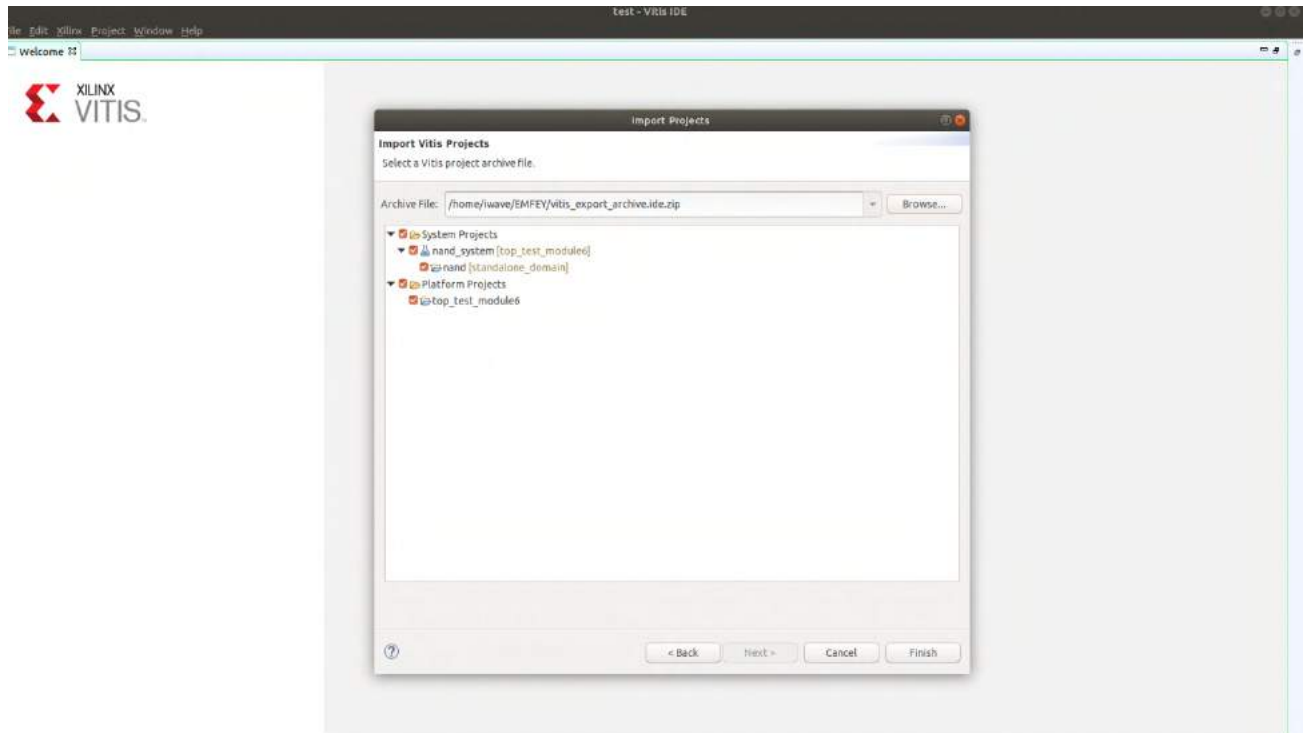 test - Vitis IDE
File Edit Xilinx Project Window Help
Welcome
XILINX
VITIS.
Import Projects
Import Vitis Projects
Select a Vitis project archive file.
Archive File: /home/iwave/EMFEY/vitis_export_archive.ide.zip Browse...
System Projects
nand_system [top_test_module6]
nand [standalone_domain]
Platform Projects
top_test_module6
< Back Next > Cancel Finish